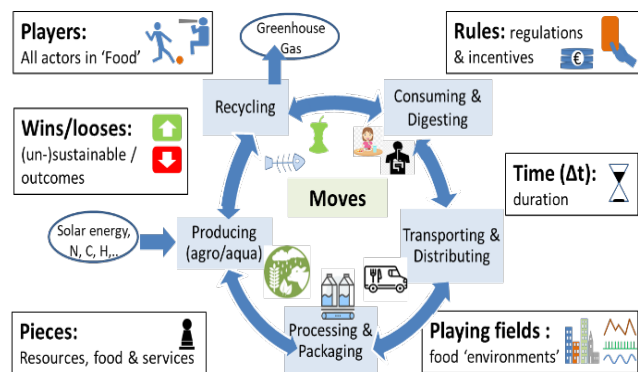 Players:
All actors in ‘Food’
Greenhouse
Gas
Rules: regulations
& incentives
€
Recycling
Consuming &
Digesting
Wins/looses:
(un-)sustainable /
outcomes
Moves
Time (Δt):
duration
Solar energy,
N, C, H,..
Producing
(agro/aqua)
Transporting &
Distributing
Pieces:
Resources, food & services
Processing &
Packaging
Playing fields :
food ‘environments’